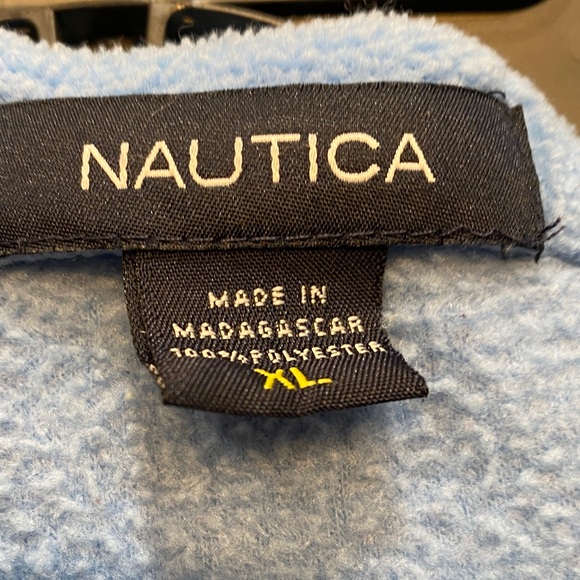 NAUTICA
MADE IN
MADAGASCAR
100% POLYESTER
XL